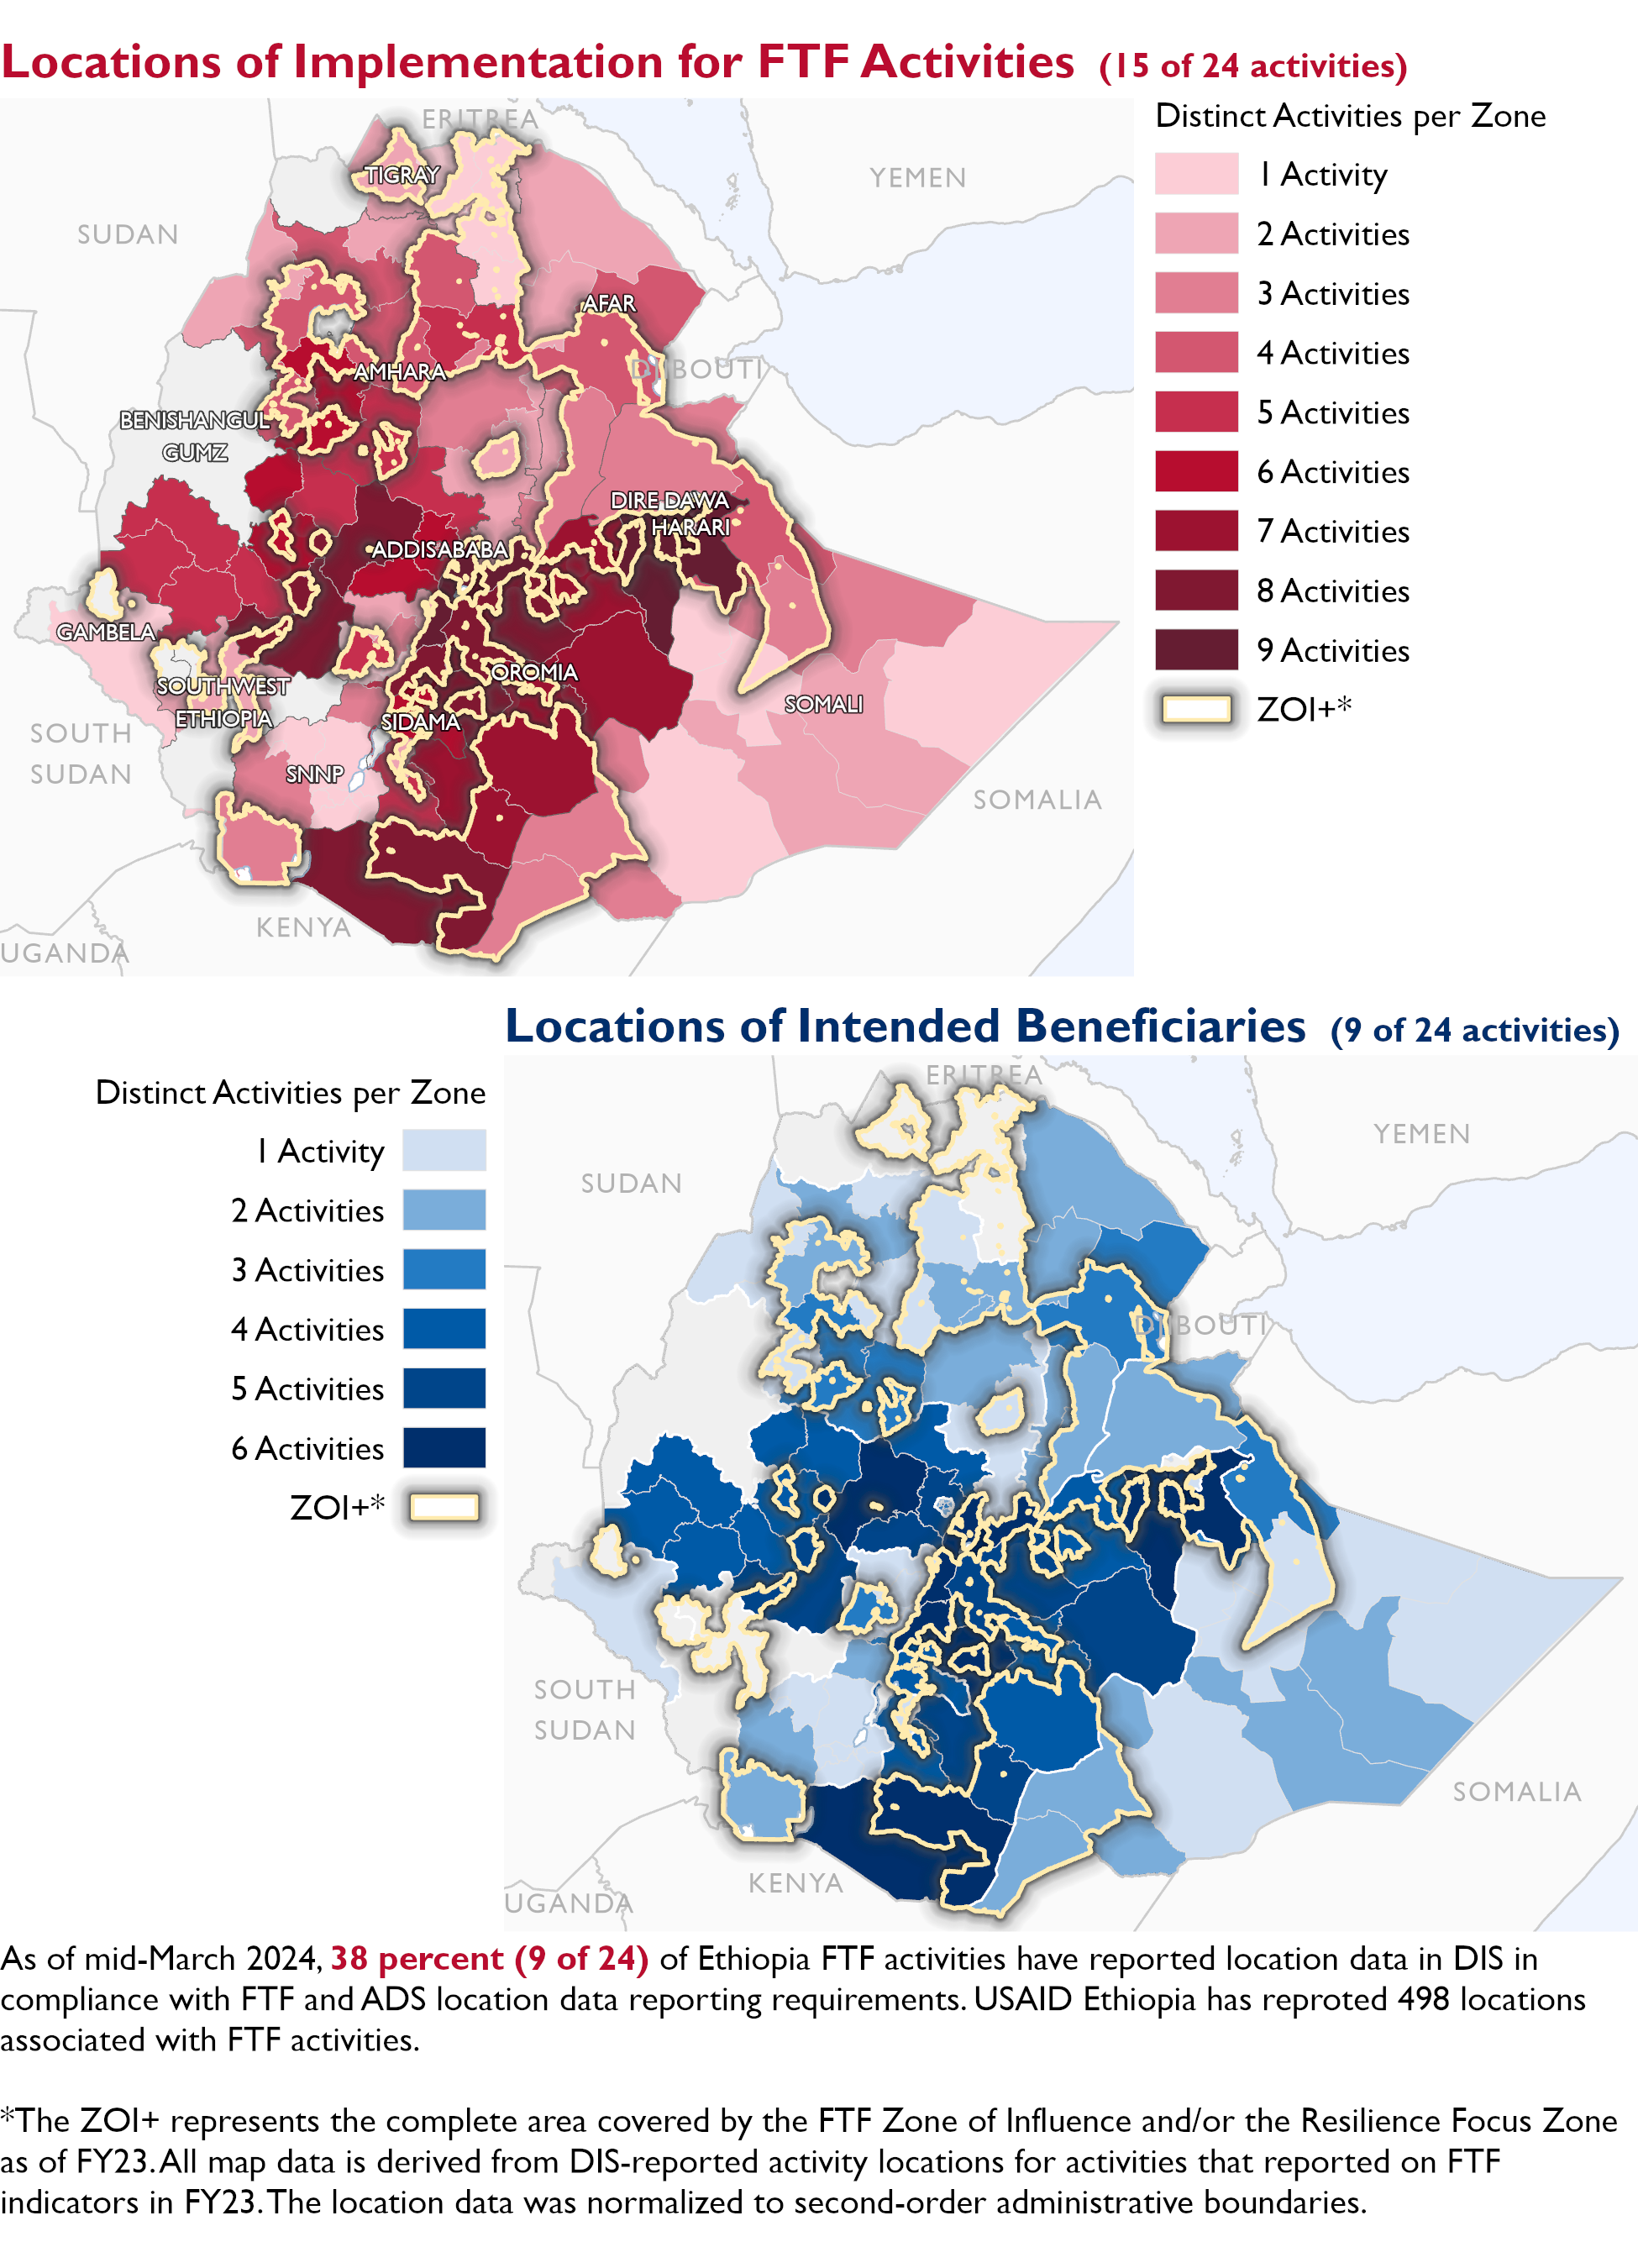 Locations of Implementation for FTF Activities (15 of 24 activities)
Distinct Activities per Zone
1 Activity
2 Activities
3 Activities
4 Activities
5 Activities
6 Activities
7 Activities
8 Activities
9 Activities
ZOI+*
ERITREA
YEMEN
SUDAN
TIGRAY
AFAR
DJIBOUTI
AMHARA
BENISHANGUL
GUMZ
DIRE DAWA
HARARI
ADDISABABA
GAMBELA
OROMIA
SOUTHWEST
ETHIOPIA
SIDAMA
SOMALI
SOUTH
SUDAN
SNNP
SOMALIA
KENYA
UGANDA
Locations of Intended Beneficiaries (9 of 24 activities)
Distinct Activities per Zone
1 Activity
2 Activities
3 Activities
4 Activities
5 Activities
6 Activities
ZOI+*
ERITREA
YEMEN
SUDAN
DJIBOUTI
SOUTH
SUDAN
SOMALIA
KENYA
UGANDA
As of mid-March 2024, 38 percent (9 of 24) of Ethiopia FTF activities have reported location data in DIS in
compliance with FTF and ADS location data reporting requirements. USAID Ethiopia has reproted 498 locations
associated with FTF activities.
*The ZOI+ represents the complete area covered by the FTF Zone of Influence and/or the Resilience Focus Zone
as of FY23. All map data is derived from DIS-reported activity locations for activities that reported on FTF
indicators in FY23. The location data was normalized to second-order administrative boundaries.